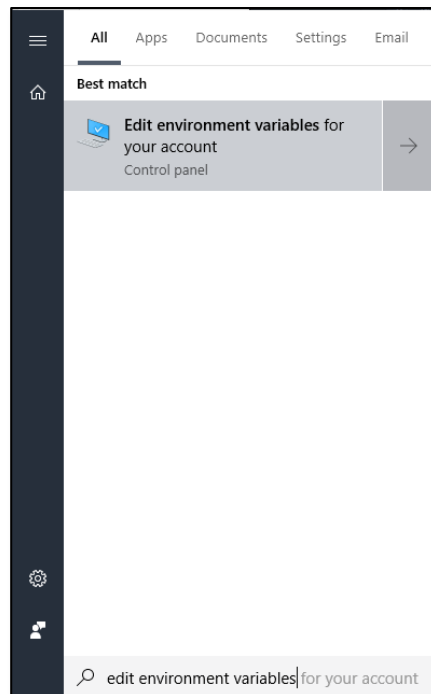 All Apps Documents Settings Email
Best match
Edit environment variables for
your account
Control panel
edit environment variables for your account